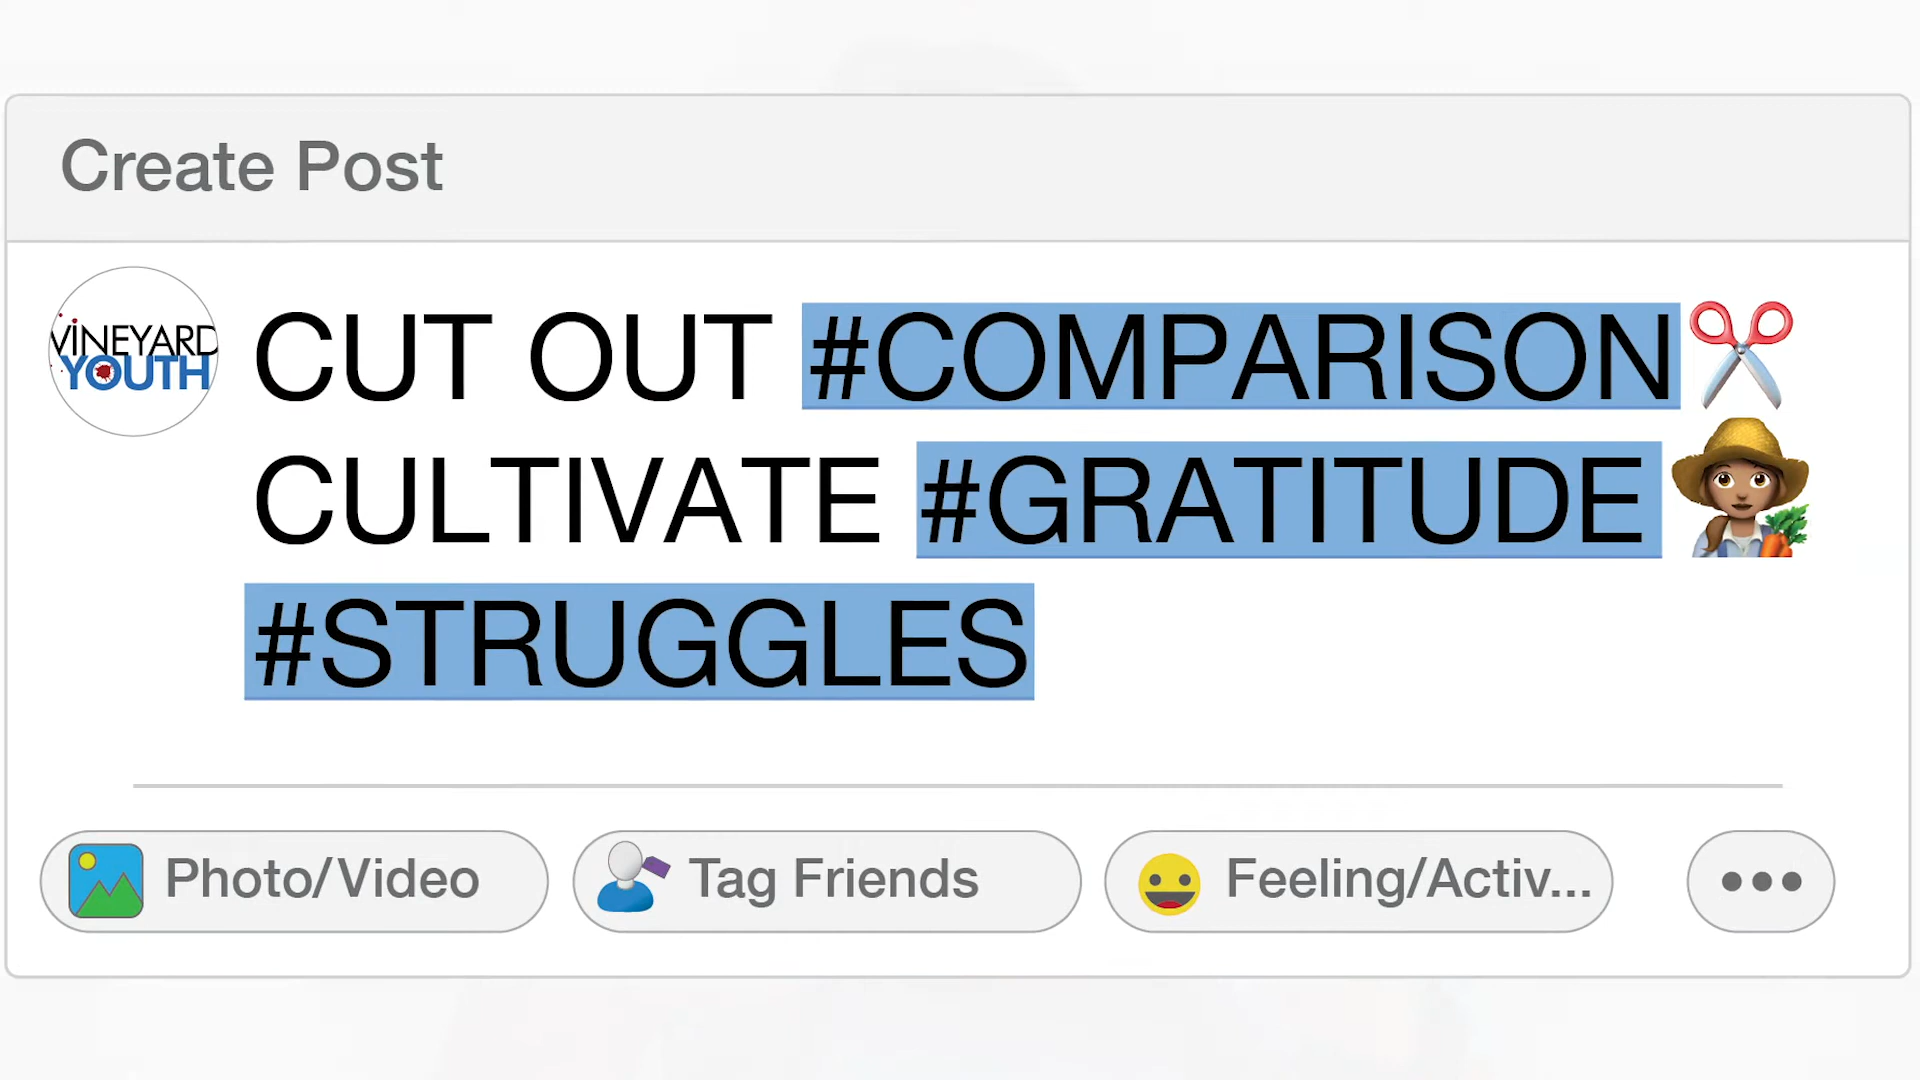 Create Post
VINEYARD
YOUTH
CUT OUT #COMPARISON✂️
CULTIVATE #GRATITUDE 👩🏽‍🌾
#STRUGGLES
Photo/Video
Tag Friends
Feeling/Activ...